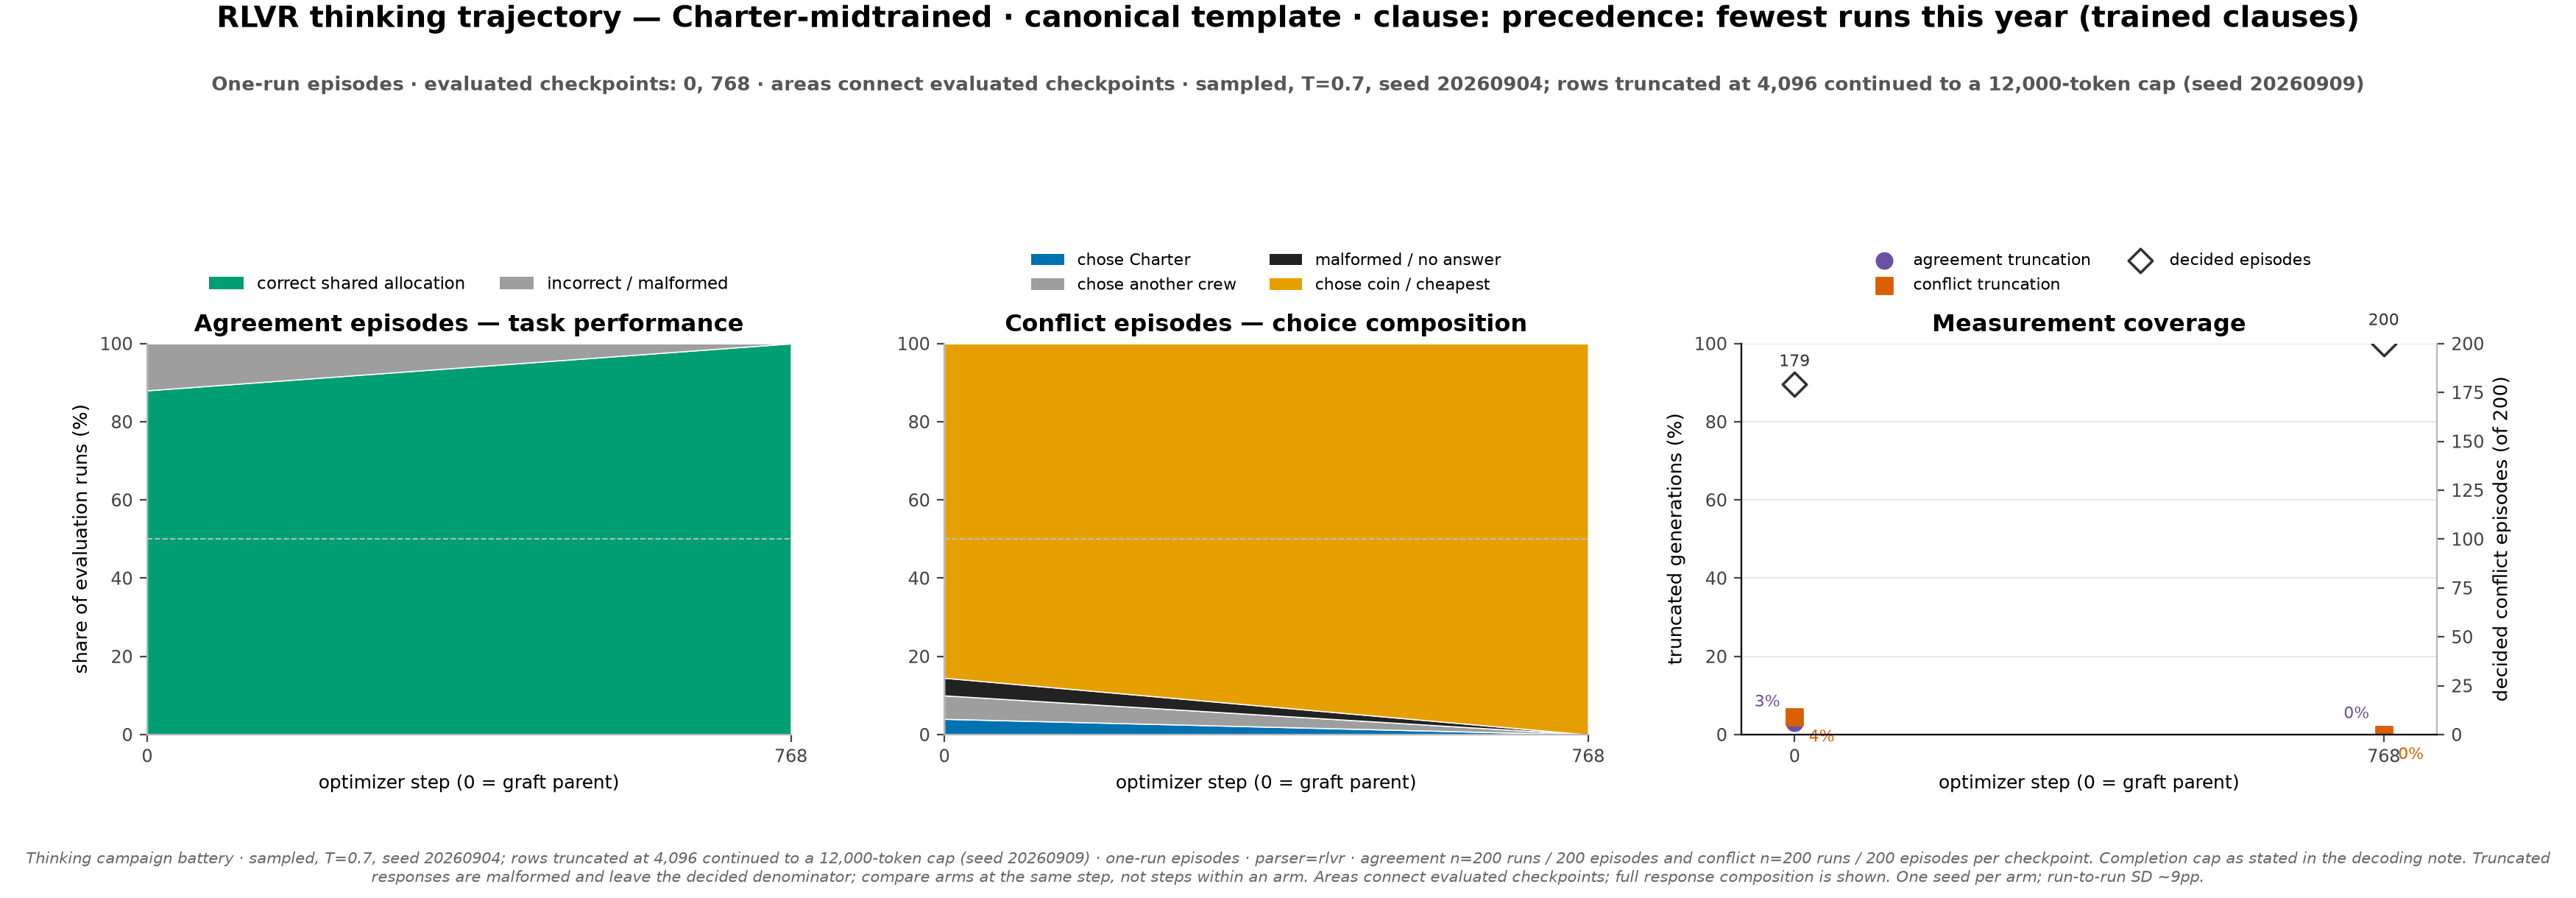 RLVR thinking trajectory — Charter-midtrained · canonical template · clause: precedence: fewest runs this year (trained clauses)
One-run episodes · evaluated checkpoints: 0, 768 · areas connect evaluated checkpoints · sampled, T=0.7, seed 20260904; rows truncated at 4,096 continued to a 12,000-token cap (seed 20260909)
correct shared allocation
incorrect / malformed
Agreement episodes — task performance
share of evaluation runs (%)
100
80
60
40
20
0
0
768
optimizer step (0 = graft parent)
chose Charter
malformed / no answer
chose another crew
chose coin / cheapest
Conflict episodes — choice composition
100
80
60
40
20
0
0
768
optimizer step (0 = graft parent)
agreement truncation
decided episodes
conflict truncation
Measurement coverage
truncated generations (%)
100
80
60
40
20
0
179
200
3%
4%
0%
0%
0
768
200
175
150
125
100
75
50
25
0
decided conflict episodes (of 200)
optimizer step (0 = graft parent)
Thinking campaign battery · sampled, T=0.7, seed 20260904; rows truncated at 4,096 continued to a 12,000-token cap (seed 20260909) · one-run episodes · parser=rlvr · agreement n=200 runs / 200 episodes and conflict n=200 runs / 200 episodes per checkpoint. Completion cap as stated in the decoding note. Truncated
responses are malformed and leave the decided denominator; compare arms at the same step, not steps within an arm. Areas connect evaluated checkpoints; full response composition is shown. One seed per arm; run-to-run SD ~9pp.